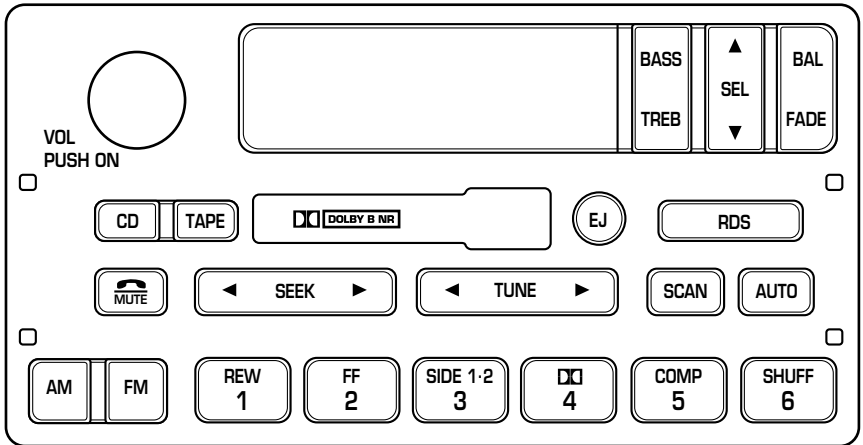 BASS
TREB
▲
SEL
▼
BAL
FADE
VOL
PUSH ON
CD
TAPE
DOLBY B NR
EJ
RDS
MUTE
◄ SEEK ►
◄ TUNE ►
SCAN
AUTO
AM
FM
REW
1
FF
2
SIDE 1·2
3
4
COMP
5
SHUFF
6